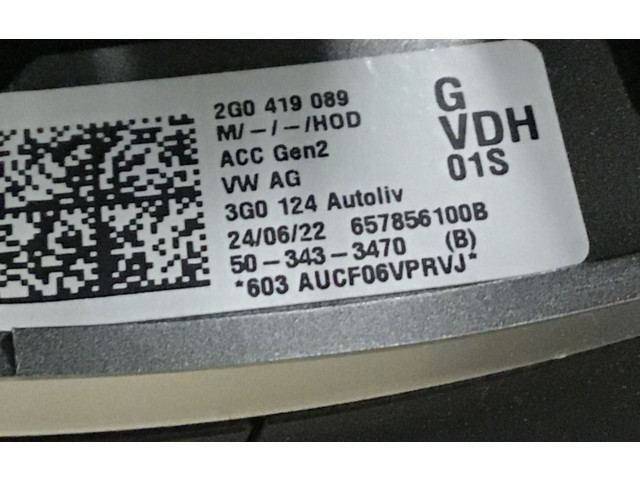 2G0 419 089
M/-/-/HOD
ACC Gen2
VW AG
3G0 124 Autoliv
24/06/22 657856100B
50-343-3470 (B)
*603 AUCF06VPRVJ*
G
VDH
01S